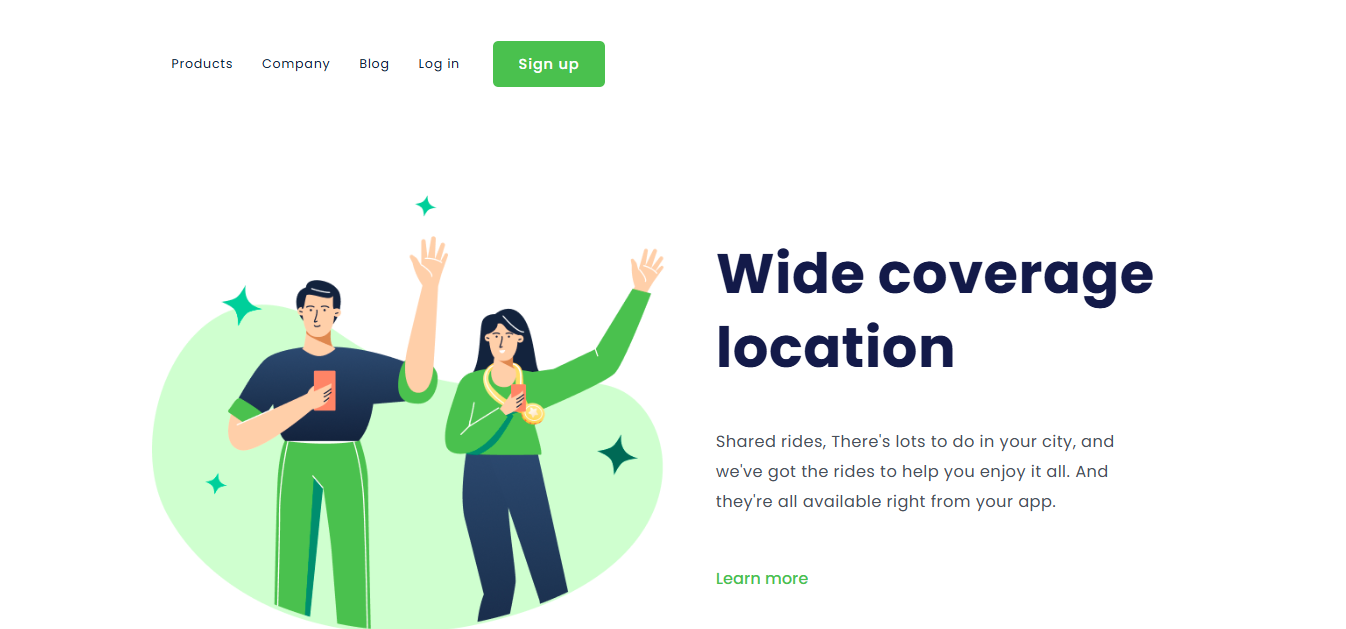 Products Company Blog Log in Sign up
Wide coverage
location
Shared rides, There's lots to do in your city, and
we've got the rides to help you enjoy it all. And
they're all available right from your app.
Learn more